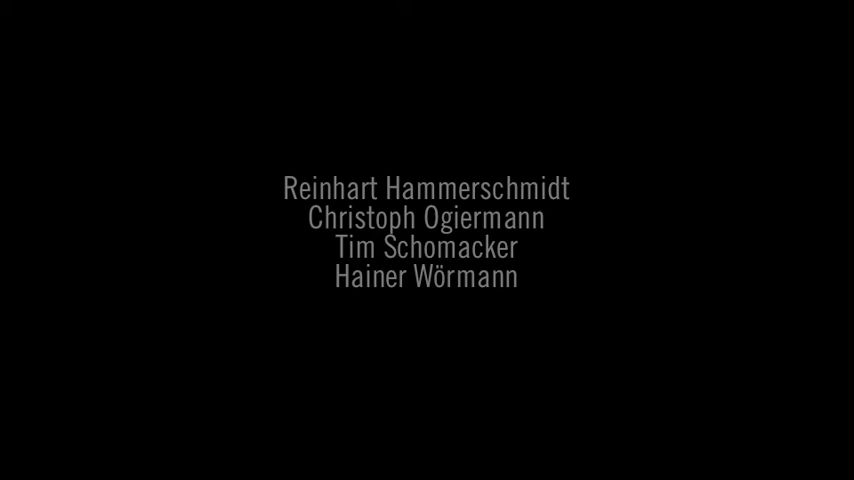 Reinhart Hammerschmidt
Christoph Ogiermann
Tim Schomacker
Hainer Wörmann